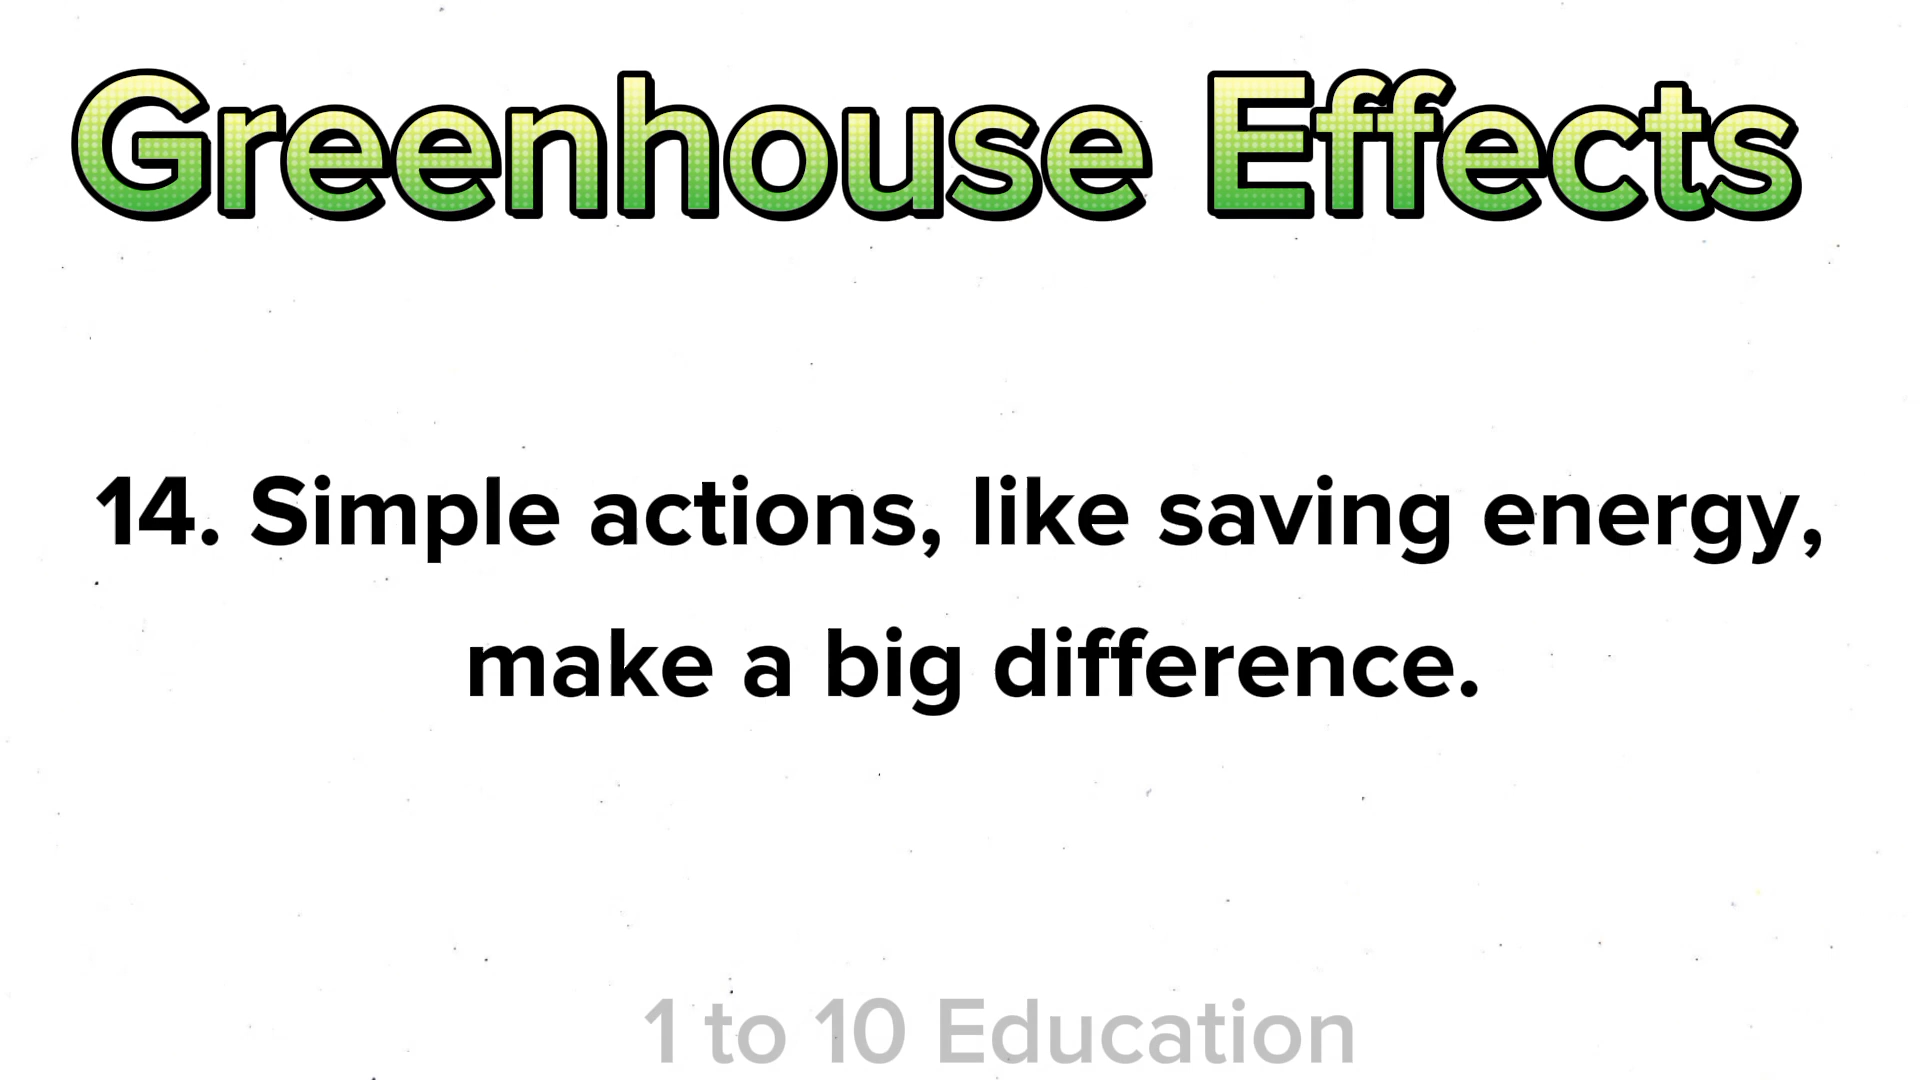 Greenhouse Effects
14. Simple actions, like saving energy,
make a big difference.
1 to 10 Education